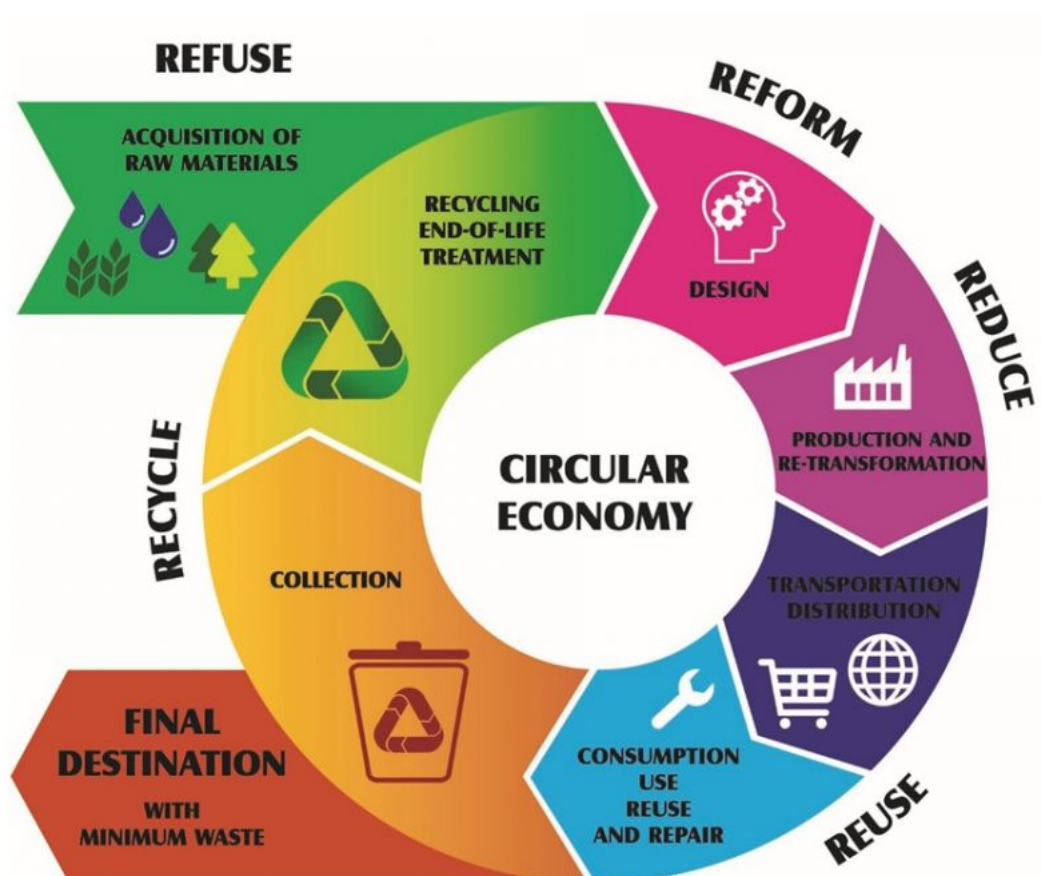 REFUSE
ACQUISITION OF
RAW MATERIALS
RECYCLING
END-OF-LIFE
TREATMENT
REFORM
DESIGN
REDUCE
PRODUCTION AND
RE-TRANSFORMATION
TRANSPORTATION
DISTRIBUTION
REUSE
CONSUMPTION
USE
REUSE
AND REPAIR
COLLECTION
RECYCLE
FINAL
DESTINATION
WITH
MINIMUM WASTE
CIRCULAR
ECONOMY